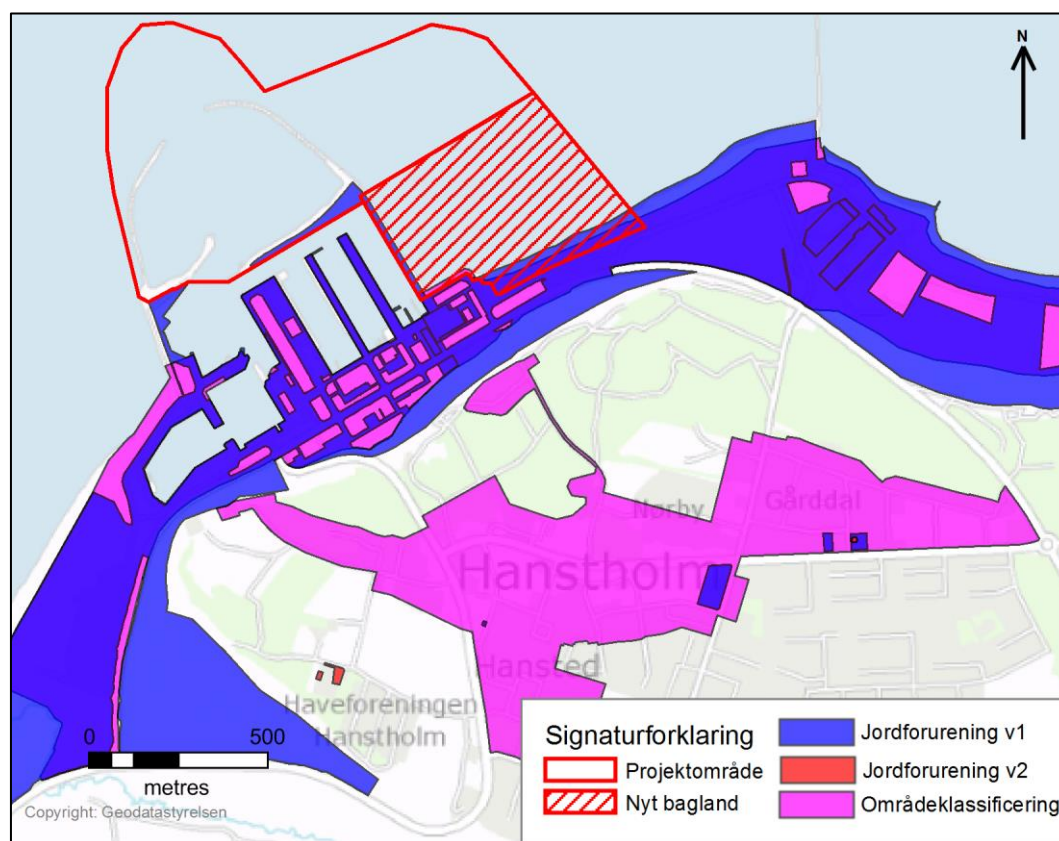 N
Nørby
Gårddal
Hanstholm
Hansted
Haveforeningen
Hanstholm
0 500
metres
Copyright: Geodatastyrelsen
Signaturforklaring
Projektområde
Nyt bagland
Jordforurening v1
Jordforurening v2
Områdeklassificering